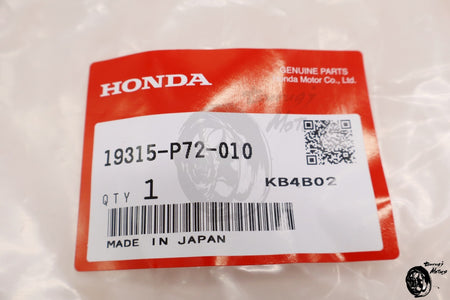 HONDA
GENUINE PARTS
Honda Motor Co., Ltd.
19315-P72-010
KB4B02
QTY 1
MADE IN JAPAN